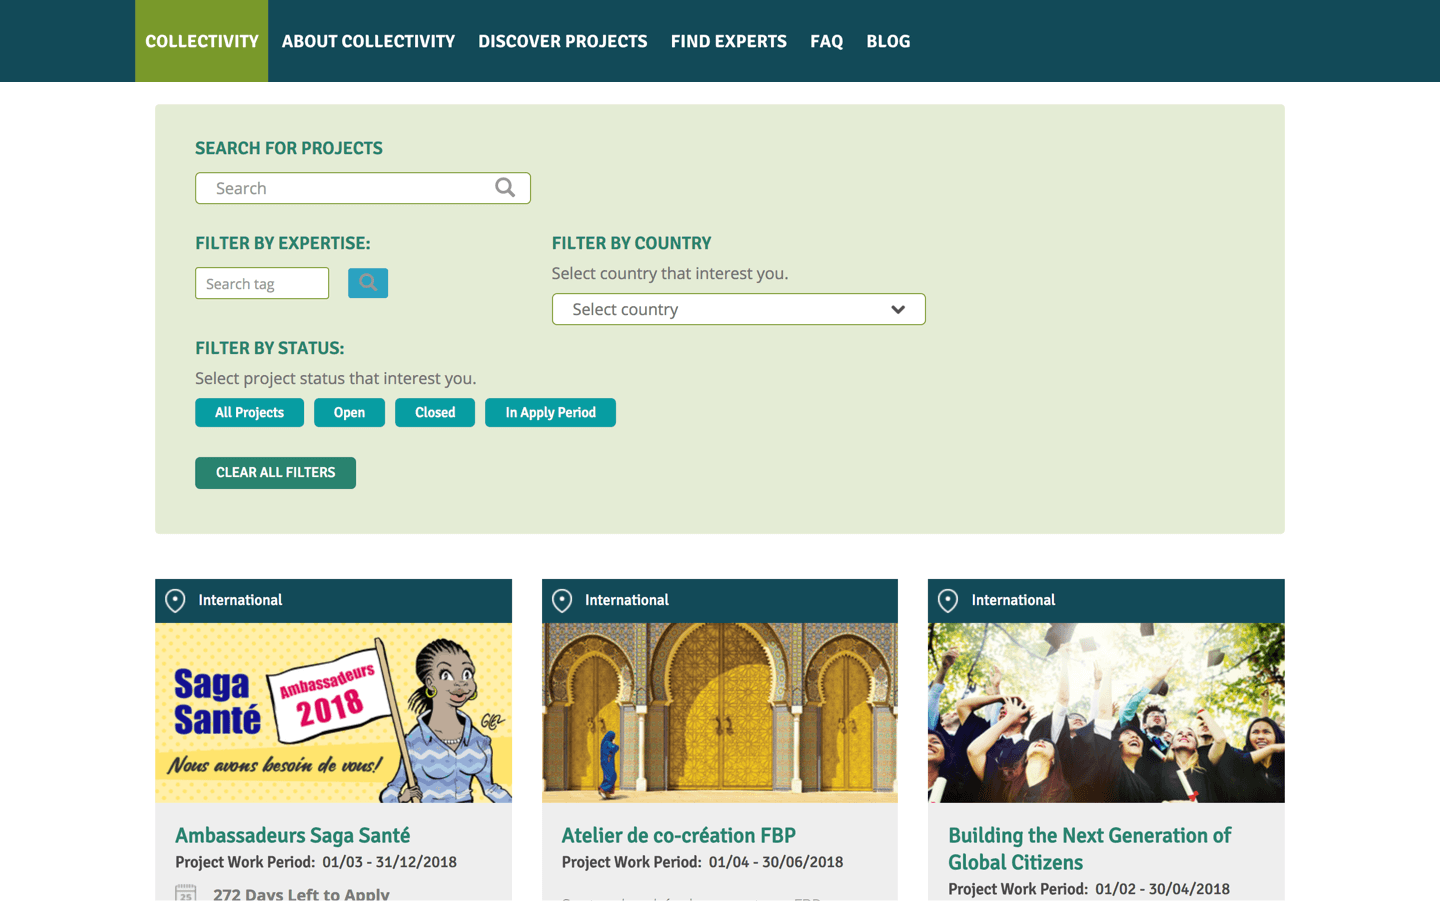 COLLECTIVITY ABOUT COLLECTIVITY DISCOVER PROJECTS FIND EXPERTS FAQ BLOG
SEARCH FOR PROJECTS
Search
FILTER BY EXPERTISE:
Search tag
FILTER BY COUNTRY
Select country that interest you.
Select country
FILTER BY STATUS:
Select project status that interest you.
All Projects Open Closed In Apply Period
CLEAR ALL FILTERS
International
Saga
Santé
Ambassadeurs
2018
Nous avons besoin de vous!
Ambassadeurs Saga Santé
Project Work Period: 01/03 - 31/12/2018
25
272 Days Left to Apply
International
Atelier de co-création FBP
Project Work Period: 01/04 - 30/06/2018
International
Building the Next Generation of
Global Citizens
Project Work Period: 01/02 - 30/04/2018